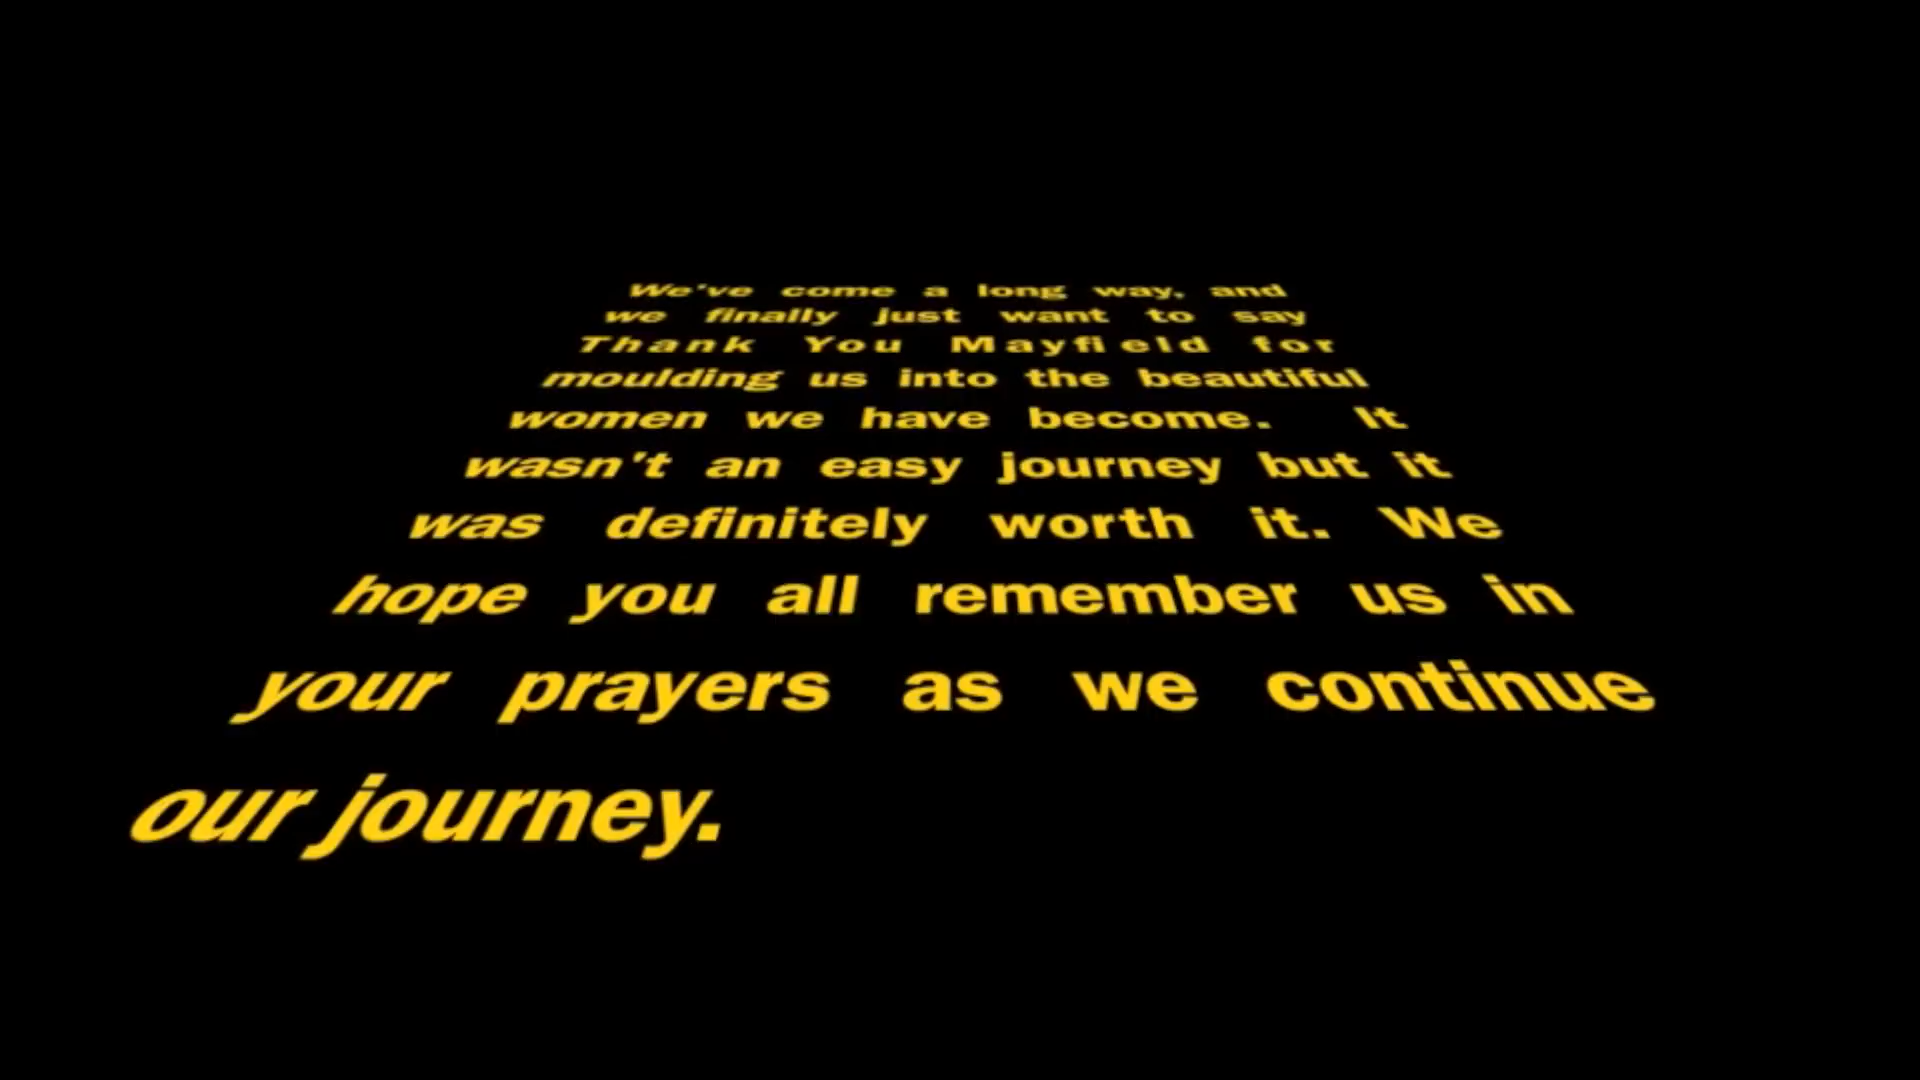 We've come a long way, and
we finally just want to say
Thank You Mayfield for
moulding us into the beautiful
women we have become. It
wasn't an easy journey but it
was definitely worth it. We
hope you all remember us in
your prayers as we continue
our journey.